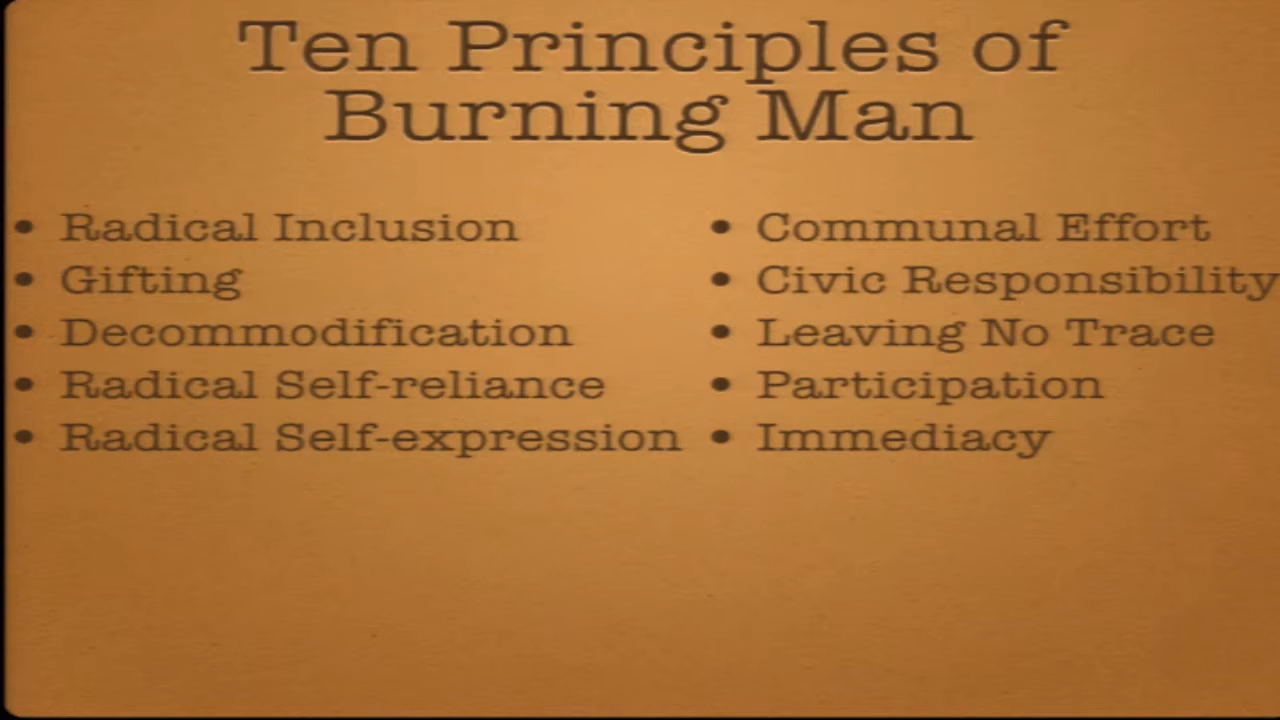 Ten Principles of
Burning Man
• Radical Inclusion
• Gifting
• Decommodification
• Radical Self-reliance
• Radical Self-expression
• Communal Effort
• Civic Responsibility
• Leaving No Trace
• Participation
• Immediacy